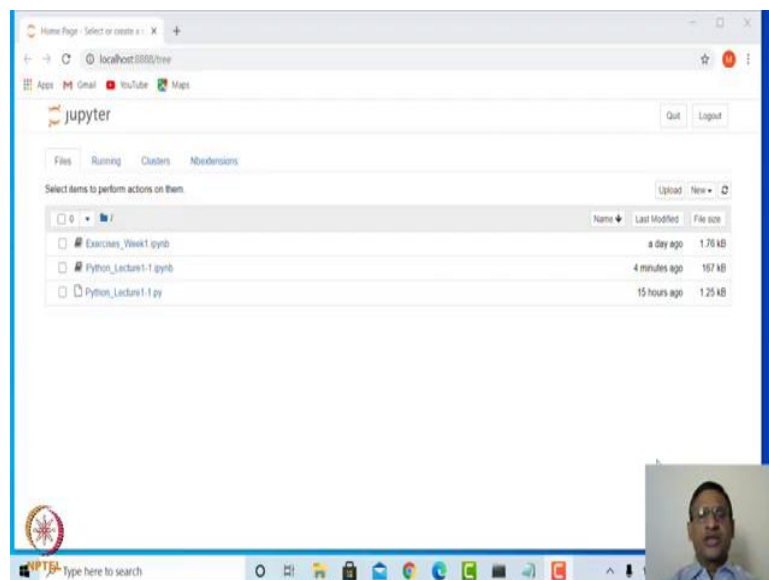 Home Page - Select or create a n
localhost:8888/tree
Apps Gmail YouTube Maps
jupyter Quit Logout
Files Running Clusters Nbextensions
Select items to perform actions on them. Upload New
0 / Name Last Modified File size
Exercises_Week1.ipynb a day ago 1.76 kB
Python_Lecture1-1.ipynb 4 minutes ago 167 kB
Python_Lecture1-1.py 15 hours ago 1.25 kB
NPTEL Type here to search